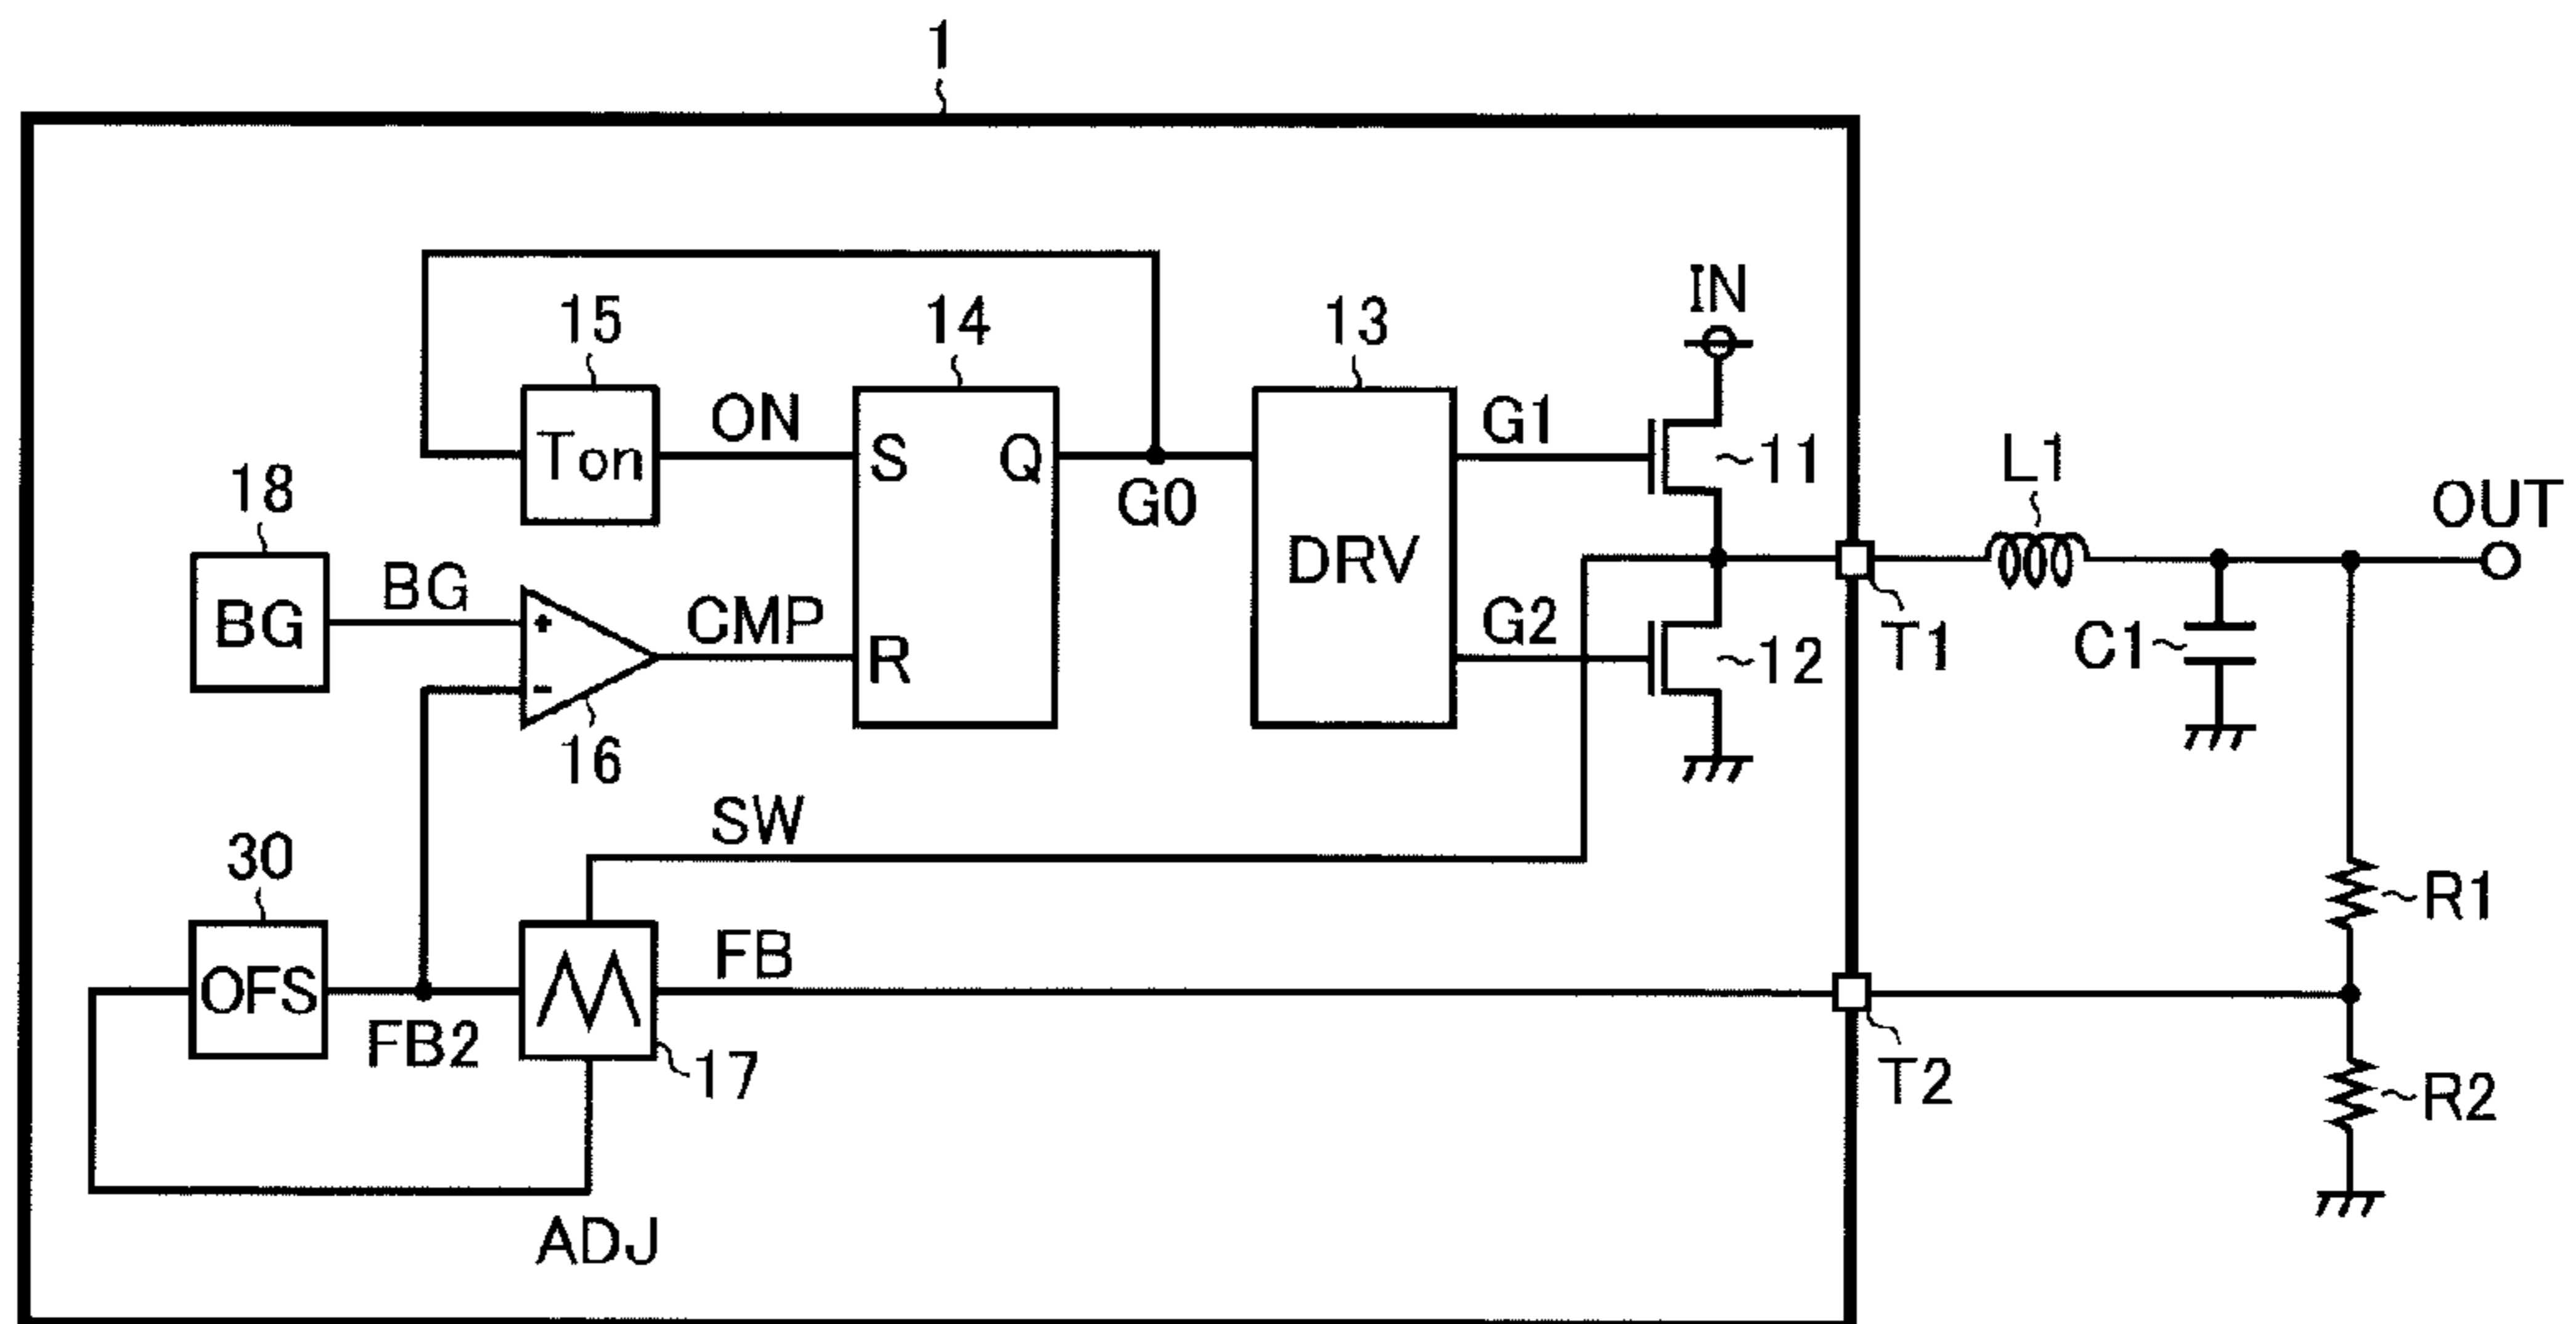 1
IN
15
14
13
ON
G1
11
Ton
S
Q
L1
18
G0
OUT
BG
DRV
BG
+
CMP
G2
T1
C1
R
12
-
16
SW
30
R1
FB
OFS
FB2
17
T2
R2
ADJ